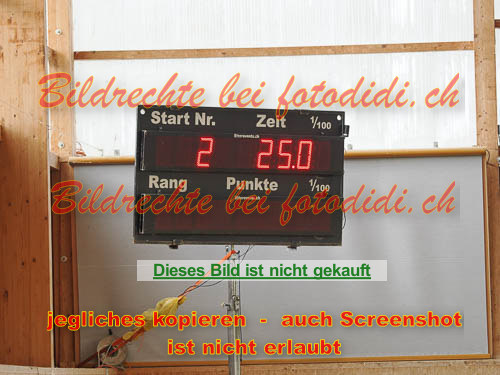 Bildrechte bei fotodidi.ch
Start Nr. Zeit 1/100
2 25.0
Rang Punkte 1/100
Bildrechte bei fotodidi.ch
Dieses Bild ist nicht gekauft
jegliches kopieren - auch Screenshot
ist nicht erlaubt